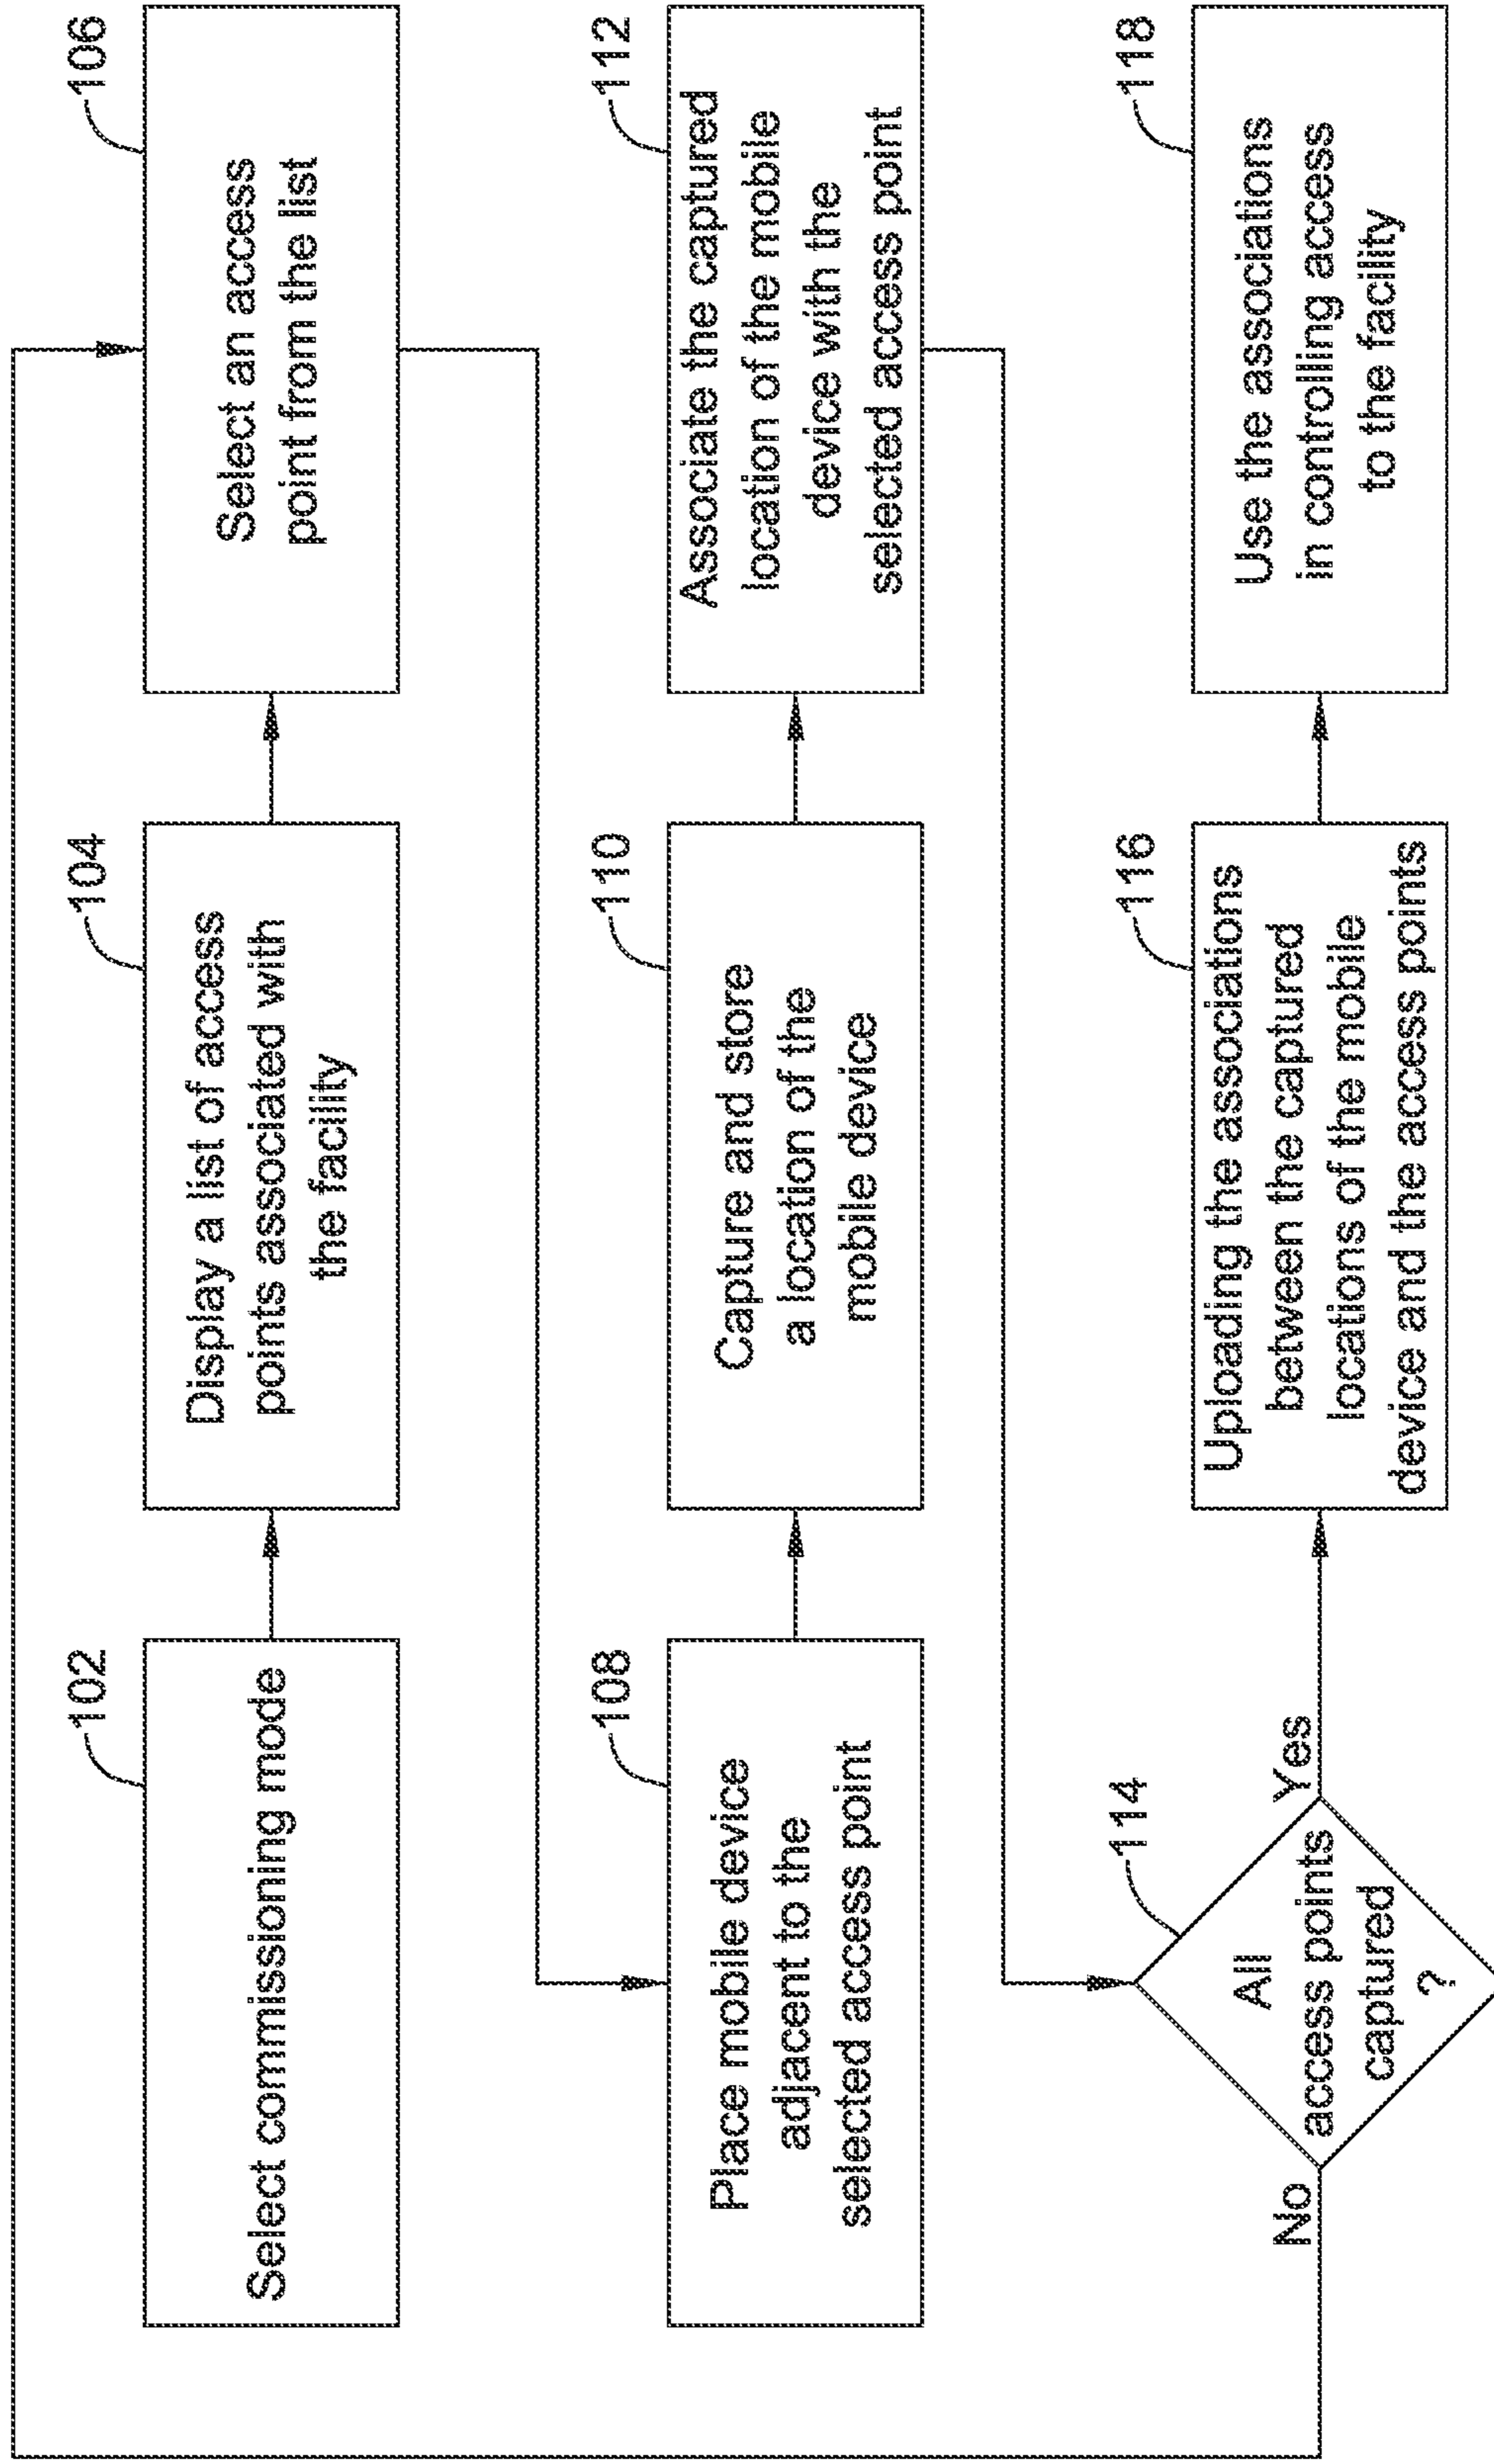 102
Select commissioning mode
104
Display a list of access
points associated with
the facility
106
Select an access
point from the list
108
Place mobile device
adjacent to the
selected access point
110
Capture and store
a location of the
mobile device
112
Associate the captured
location of the mobile
device with the
selected access point
114
All
access points
captured
?
No
Yes
116
Uploading the associations
between the captured
locations of the mobile
device and the access points
118
Use the associations
in controlling access
to the facility